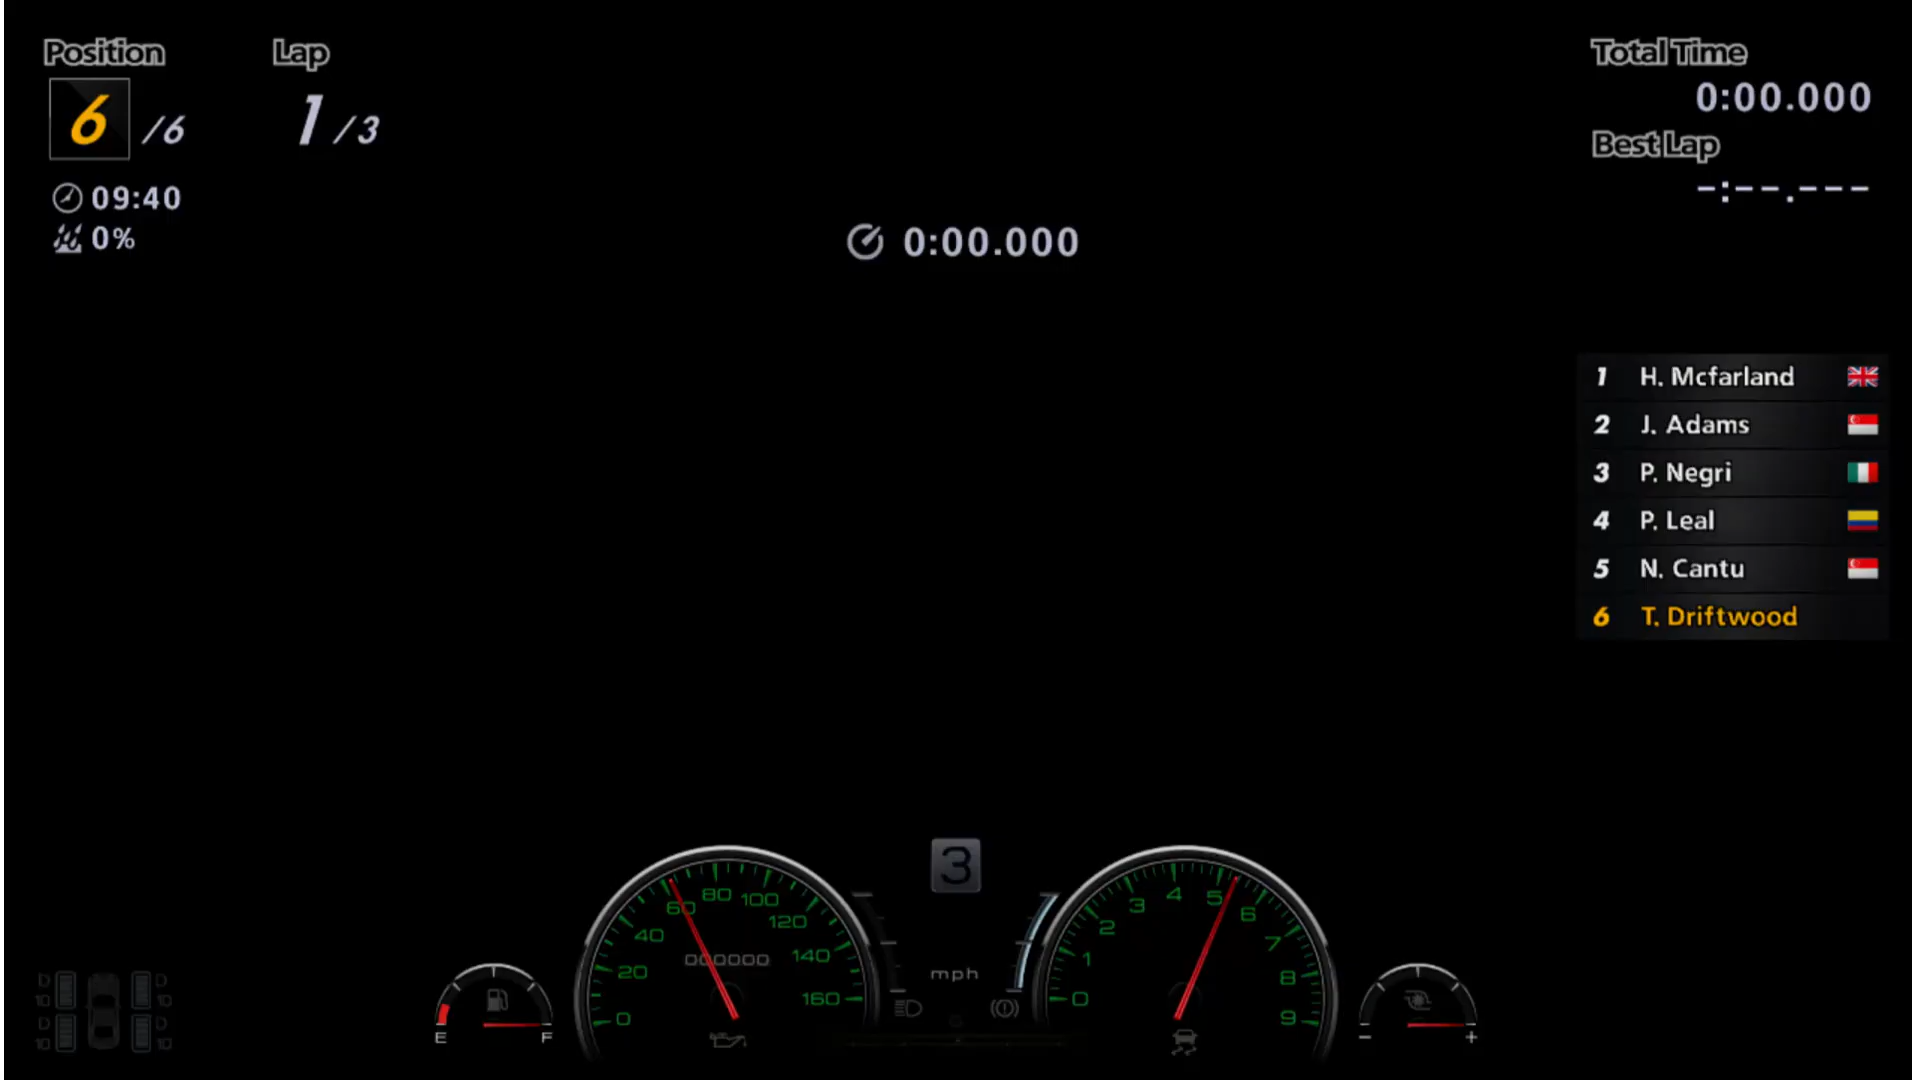 Position
6 /6
09:40
0%
Lap
1 /3
0:00.000
Total Time
0:00.000
Best Lap
-:--.---
1 H. Mcfarland
2 J. Adams
3 P. Negri
4 P. Leal
5 N. Cantu
6 T. Driftwood
E F
0 20 40 60 80 100 120 140 160
000000
3
mph
0 1 2 3 4 5 6 7 8 9
- +